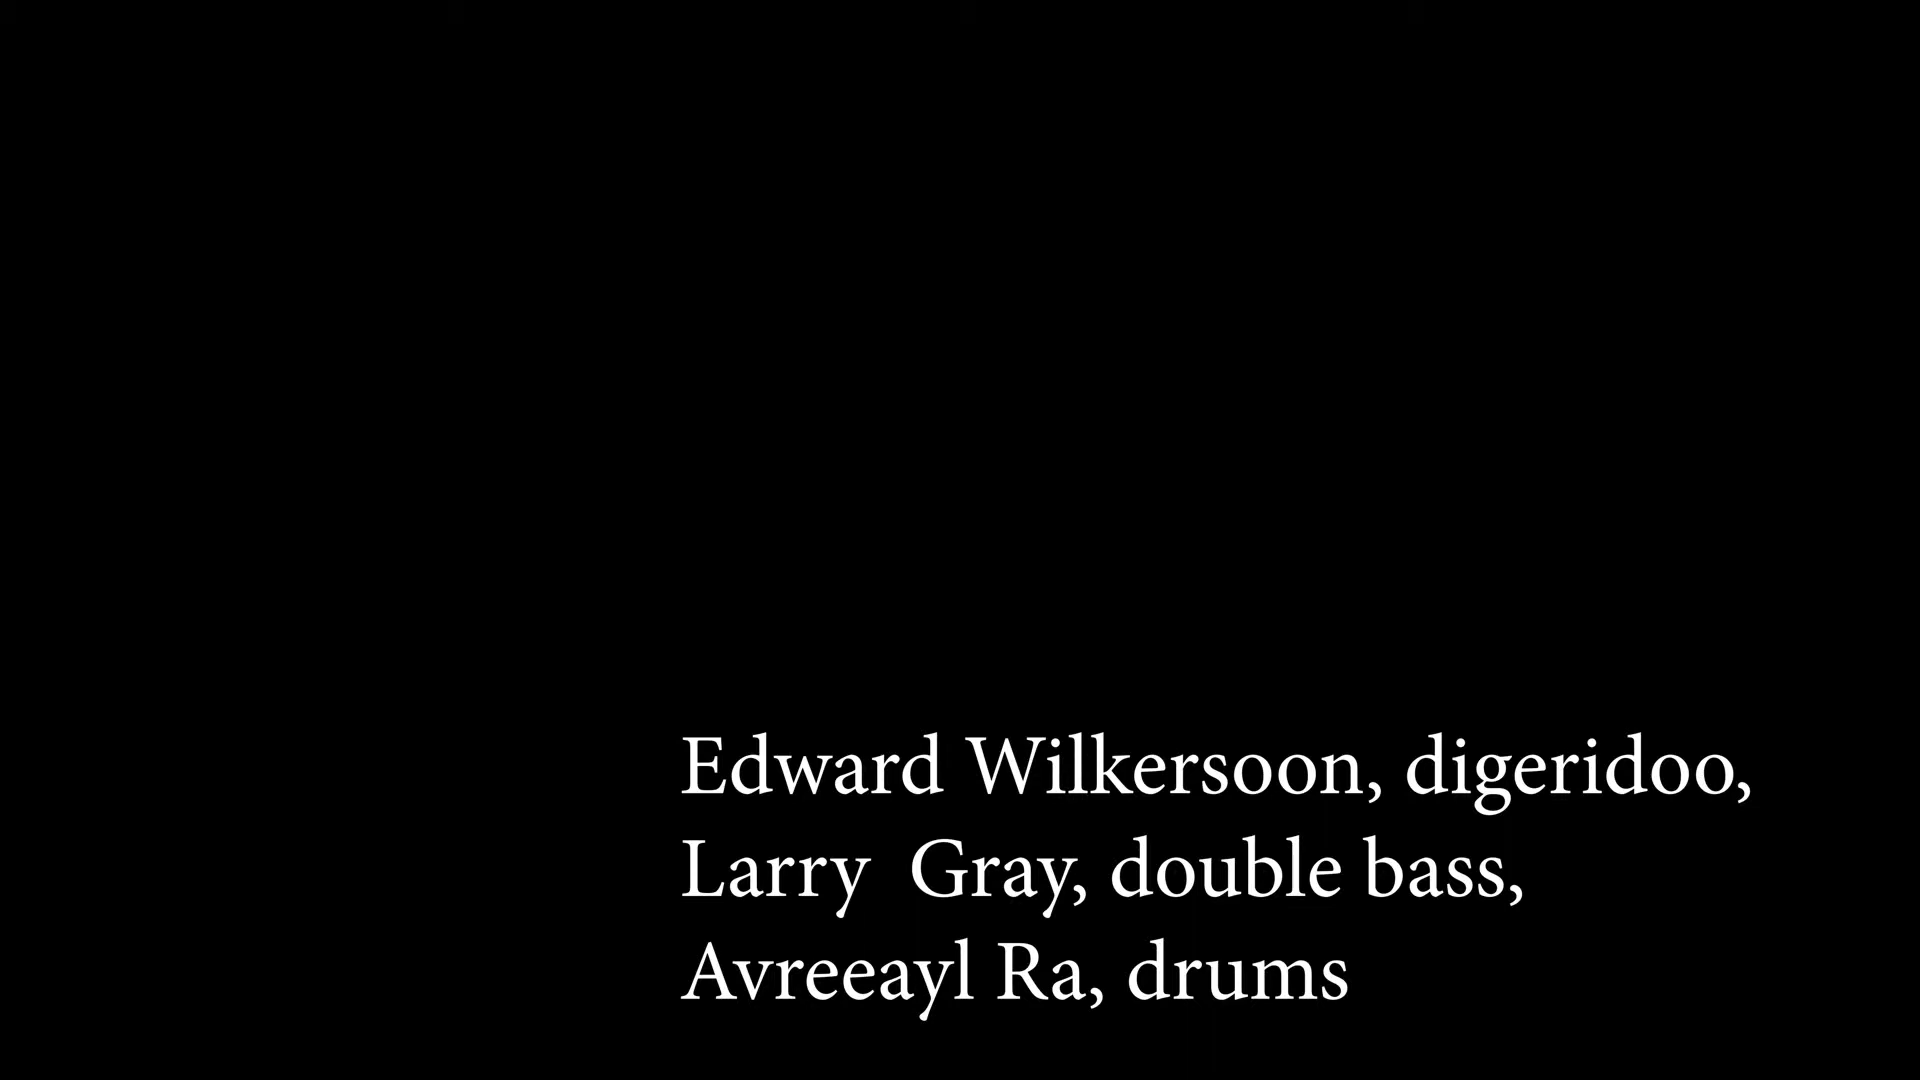 Edward Wilkersoon, digeridoo,
Larry  Gray, double bass,
Avreeayl Ra, drums